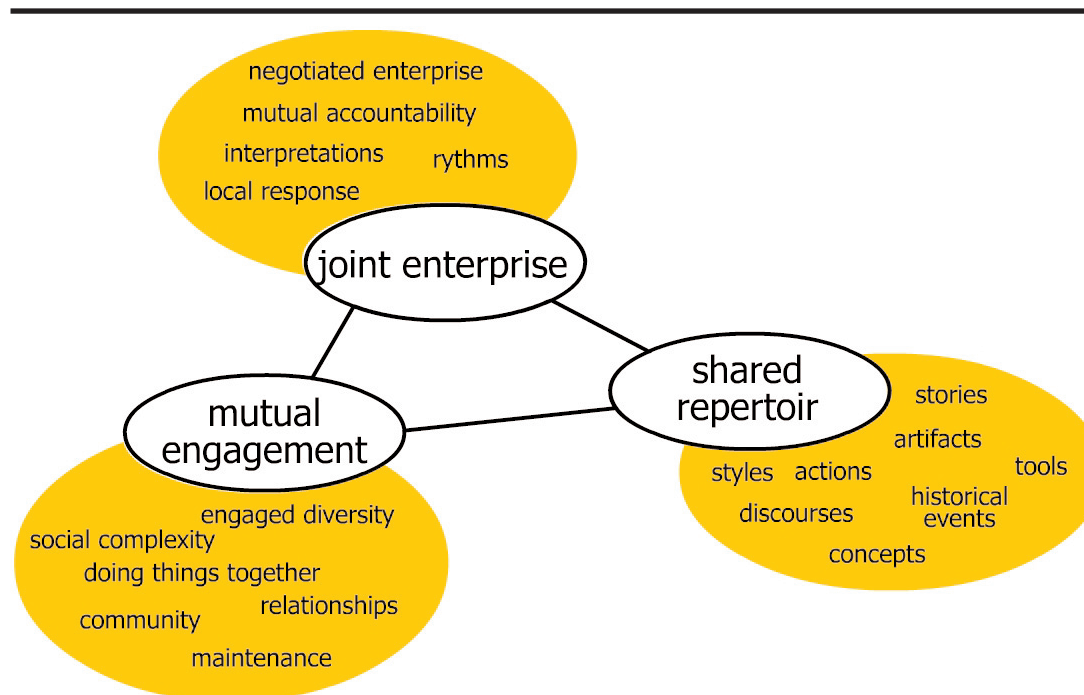 negotiated enterprise
mutual accountability
interpretations
rythms
local response
joint enterprise
shared
repertoir
stories
artifacts
tools
styles
actions
historical
events
discourses
concepts
mutual
engagement
engaged diversity
social complexity
doing things together
relationships
community
maintenance